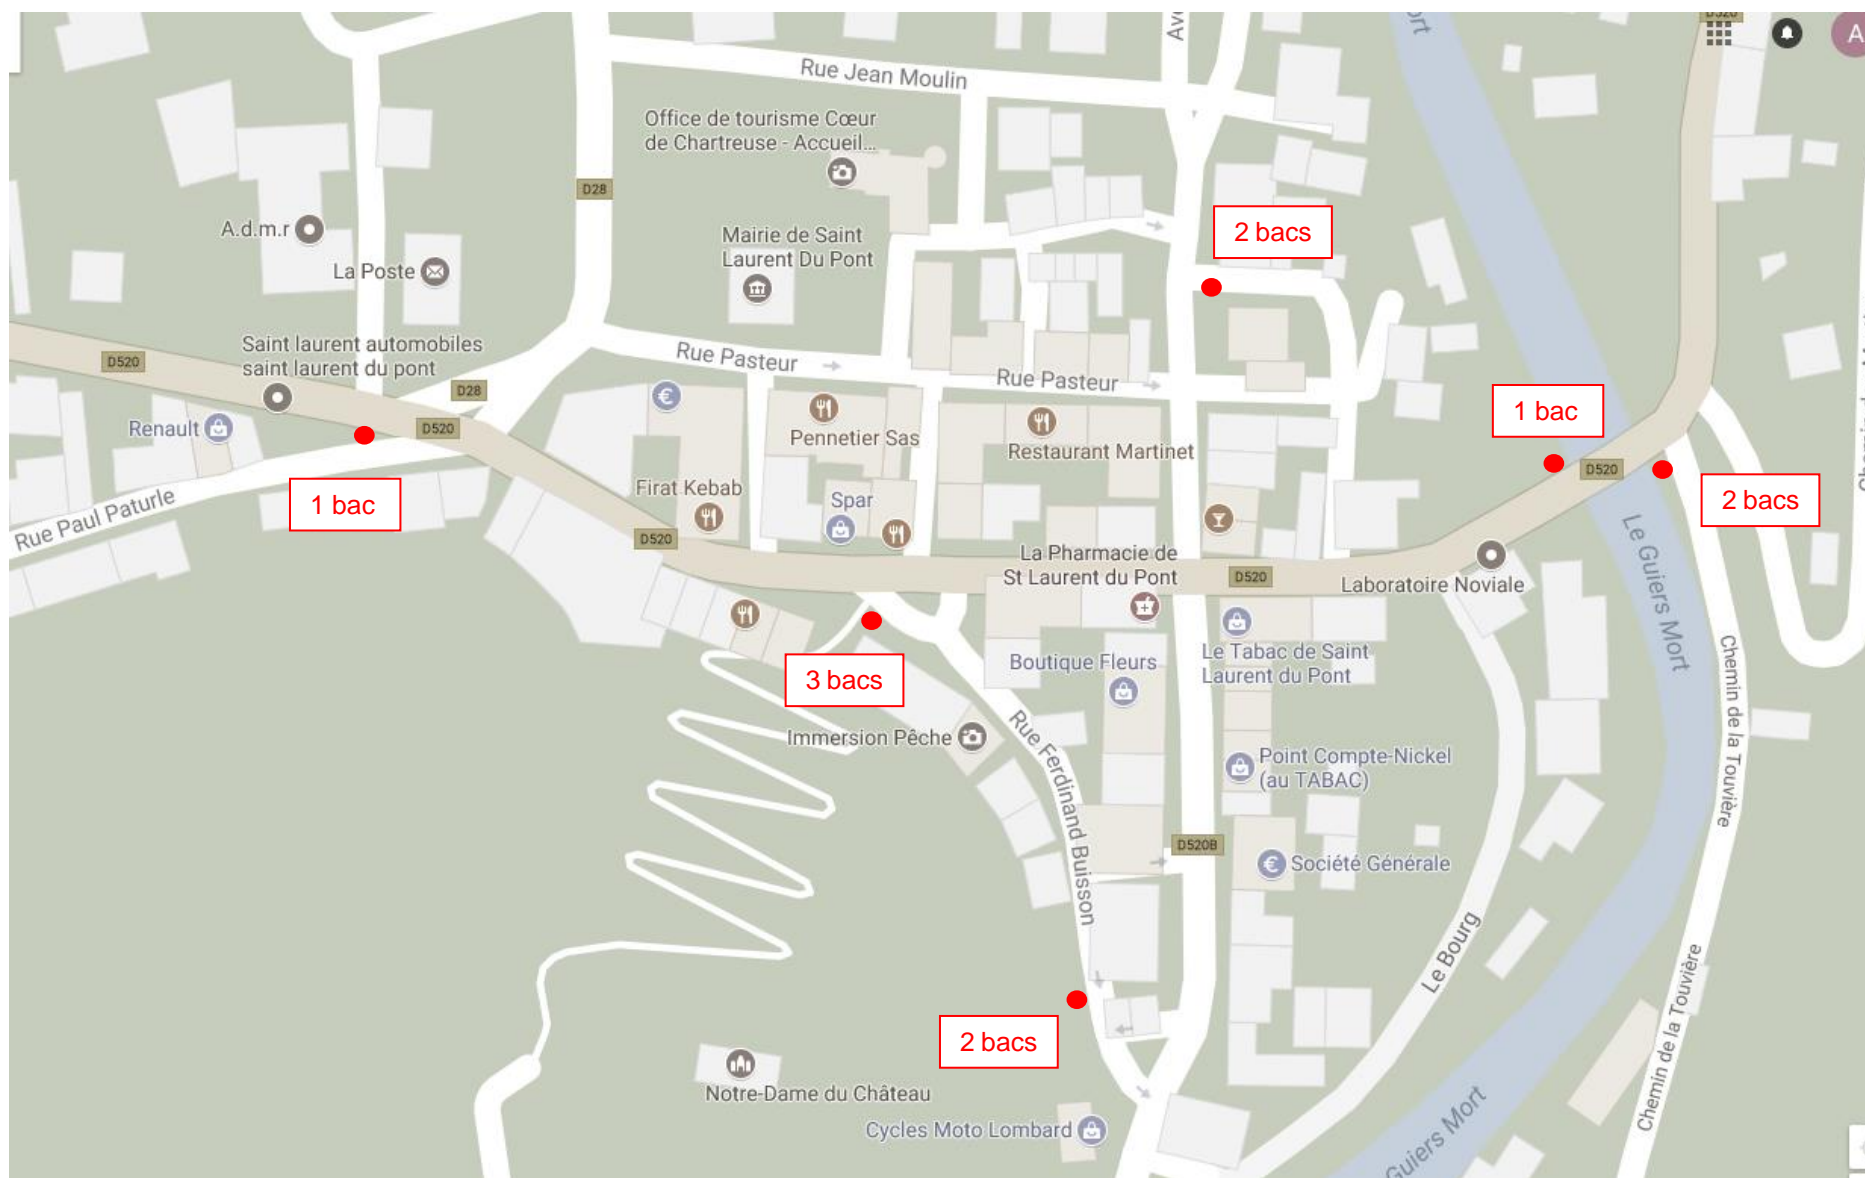 D520
A
Rue Jean Moulin
Office de tourisme Cœur
de Chartreuse - Accueil...
D28
A.d.m.r
La Poste
Mairie de Saint
Laurent Du Pont
2 bacs
D520
Saint laurent automobiles
saint laurent du pont
Rue Pasteur
Rue Pasteur
D28
Renault
D520
Pennetier Sas
Restaurant Martinet
1 bac
D520
2 bacs
1 bac
Rue Paul Paturle
Firat Kebab
Spar
D520
La Pharmacie de
St Laurent du Pont
D520
Laboratoire Noviale
Le Guiers Mort
3 bacs
Boutique Fleurs
Le Tabac de Saint
Laurent du Pont
Chemin de la Touvière
Immersion Pêche
Rue Ferdinand Buisson
Point Compte-Nickel
(au TABAC)
D520B
Société Générale
Le Bourg
2 bacs
Chemin de la Touvière
Notre-Dame du Château
Cycles Moto Lombard
Guiers Mort